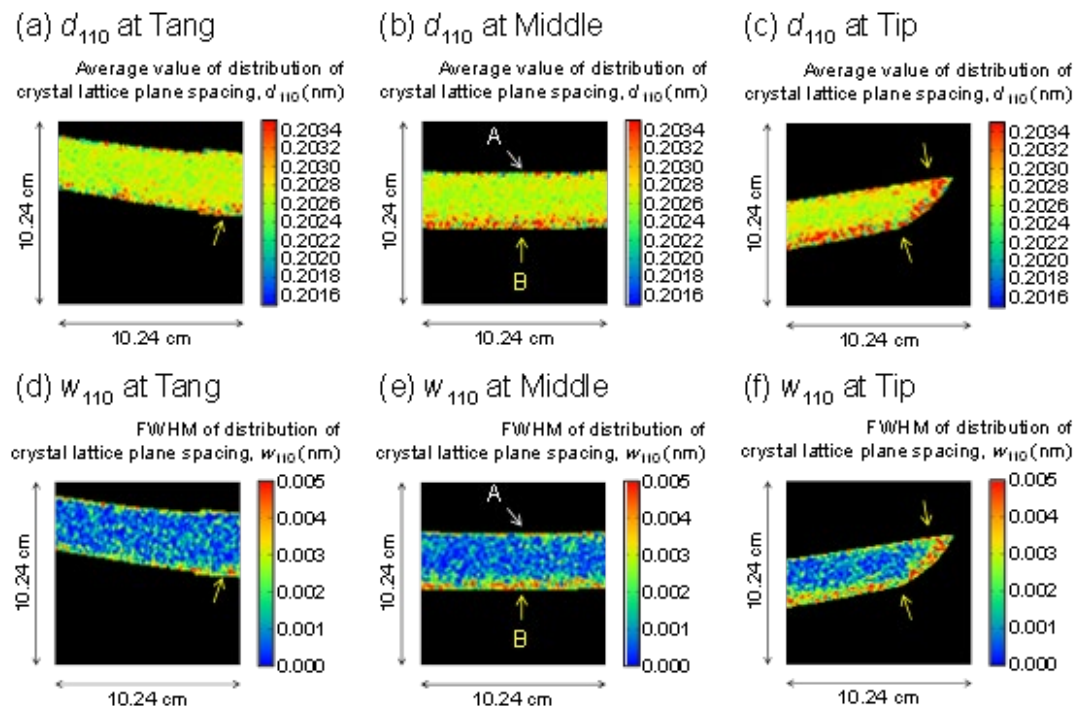 (a) d110 at Tang
Average value of distribution of
crystal lattice plane spacing, d110 (nm)
10.24 cm
0.2034
0.2032
0.2030
0.2028
0.2026
0.2024
0.2022
0.2020
0.2018
0.2016
10.24 cm
(b) d110 at Middle
Average value of distribution of
crystal lattice plane spacing, d110 (nm)
10.24 cm
A
B
0.2034
0.2032
0.2030
0.2028
0.2026
0.2024
0.2022
0.2020
0.2018
0.2016
10.24 cm
(c) d110 at Tip
Average value of distribution of
crystal lattice plane spacing, d110 (nm)
10.24 cm
0.2034
0.2032
0.2030
0.2028
0.2026
0.2024
0.2022
0.2020
0.2018
0.2016
10.24 cm
(d) w110 at Tang
FWHM of distribution of
crystal lattice plane spacing, w110 (nm)
10.24 cm
0.005
0.004
0.003
0.002
0.001
0.000
10.24 cm
(e) w110 at Middle
FWHM of distribution of
crystal lattice plane spacing, w110 (nm)
10.24 cm
A
B
0.005
0.004
0.003
0.002
0.001
0.000
10.24 cm
(f) w110 at Tip
FWHM of distribution of
crystal lattice plane spacing, w110 (nm)
10.24 cm
0.005
0.004
0.003
0.002
0.001
0.000
10.24 cm